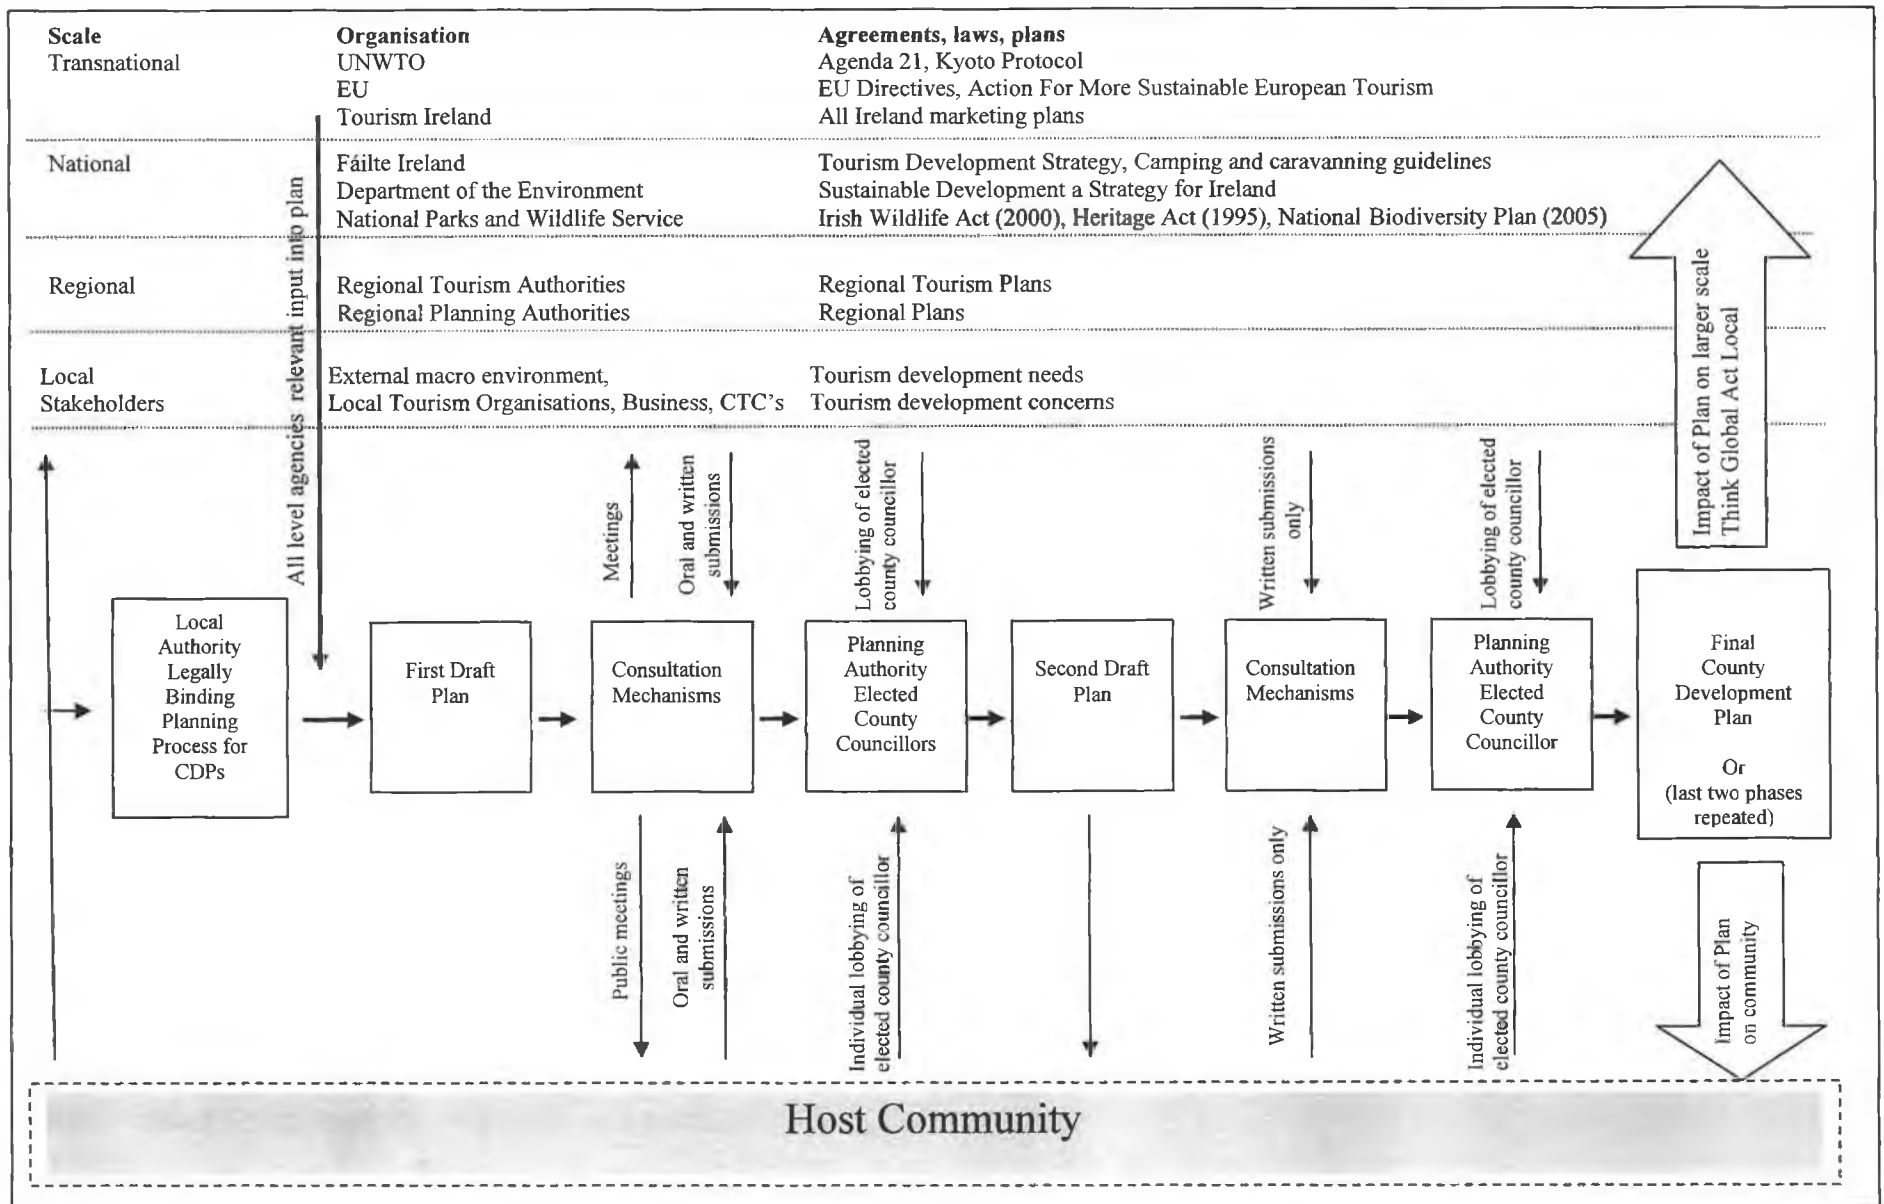 Scale Organisation Agreements, laws, plans
Transnational UNWTO Agenda 21, Kyoto Protocol
EU EU Directives, Action For More Sustainable European Tourism
Tourism Ireland All Ireland marketing plans
National Fáilte Ireland Tourism Development Strategy, Camping and caravanning guidelines
Department of the Environment Sustainable Development a Strategy for Ireland
National Parks and Wildlife Service Irish Wildlife Act (2000), Heritage Act (1995), National Biodiversity Plan (2005)
Regional Regional Tourism Authorities Regional Tourism Plans
Regional Planning Authorities Regional Plans
Local External macro environment, Tourism development needs
Stakeholders Local Tourism Organisations, Business, CTC's Tourism development concerns
All level agencies relevant input into plan
Meetings
Oral and written
submissions
Lobbying of elected
county councillor
Written submissions
only
Lobbying of elected
county councillor
Impact of Plan on larger scale
Think Global Act Local
Local
Authority
Legally
Binding
Planning
Process for
CDPs
First Draft
Plan
Consultation
Mechanisms
Planning
Authority
Elected
County
Councillors
Second Draft
Plan
Consultation
Mechanisms
Planning
Authority
Elected
County
Councillor
Final
County
Development
Plan
Or
(last two phases
repeated)
Public meetings
Oral and written
submissions
Individual lobbying of
elected county councillor
Written submissions only
Individual lobbying of
elected county councillor
Impact of Plan
on community
Host Community